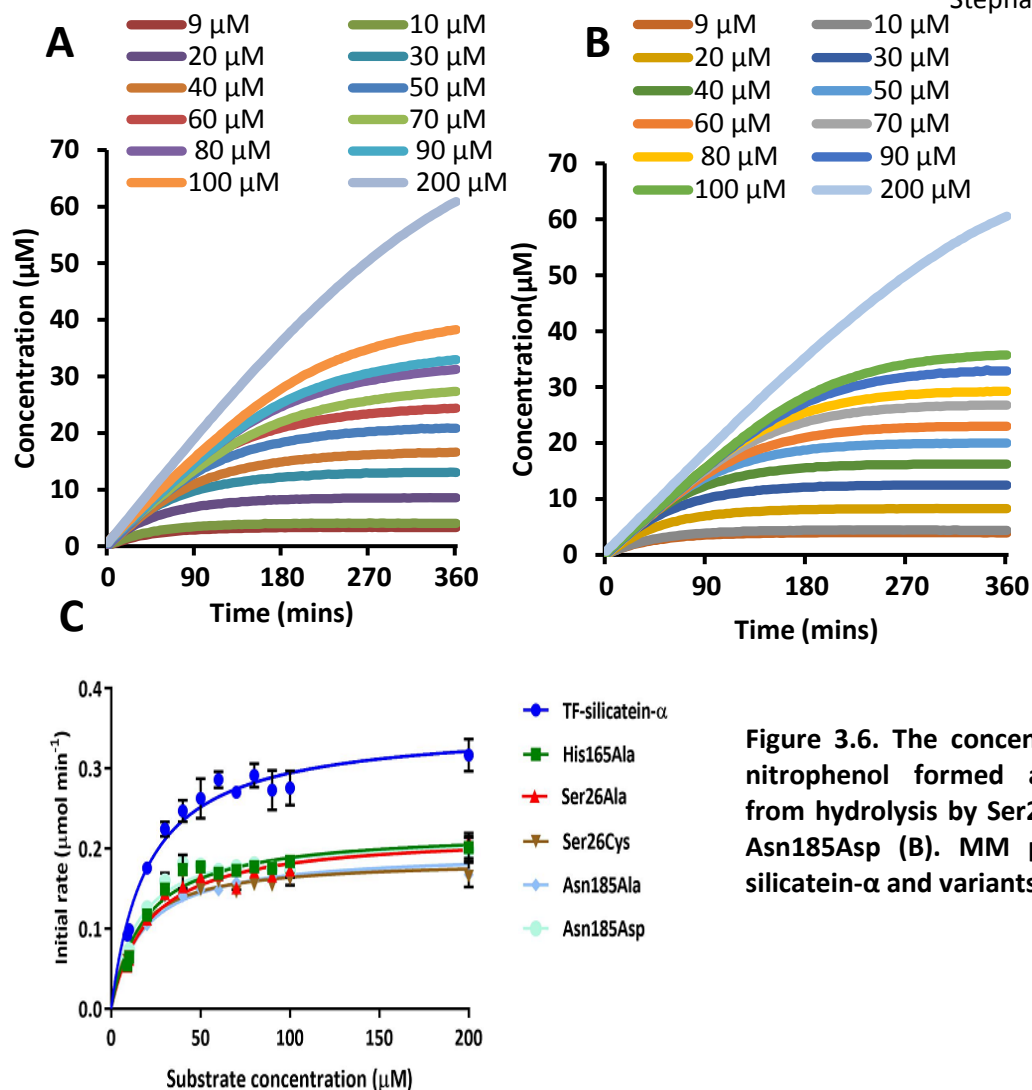 Stepha
A
9 µM 10 µM
20 µM 30 µM
40 µM 50 µM
60 µM 70 µM
80 µM 90 µM
100 µM 200 µM
70
60
50
40
30
20
10
0
Concentration (µM)
0 90 180 270 360
Time (mins)
B
9 µM 10 µM
20 µM 30 µM
40 µM 50 µM
60 µM 70 µM
80 µM 90 µM
100 µM 200 µM
70
60
50
40
30
20
10
0
Concentration(µM)
0 90 180 270 360
Time (mins)
C
0.4
0.3
0.2
0.1
0.0
Initial rate (µmol min⁻¹)
0 50 100 150 200
Substrate concentration (µM)
TF-silicatein-α
His165Ala
Ser26Ala
Ser26Cys
Asn185Ala
Asn185Asp
Figure 3.6. The concen
nitrophenol formed a
from hydrolysis by Ser2
Asn185Asp (B). MM p
silicatein-α and variants